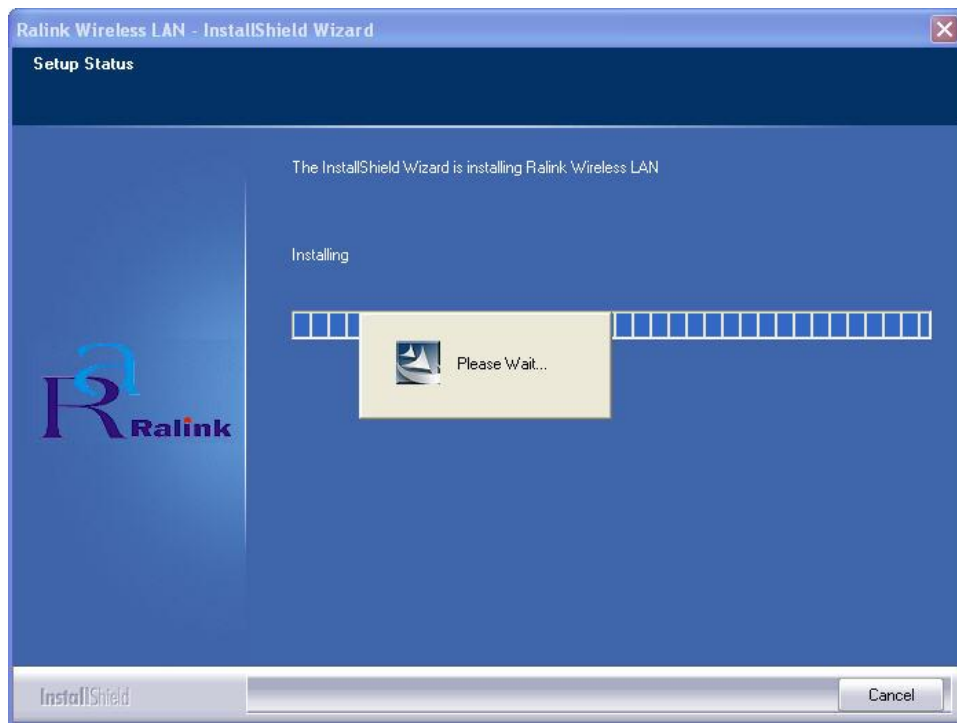 Ralink Wireless LAN - InstallShield Wizard
Setup Status
The InstallShield Wizard is installing Ralink Wireless LAN
Installing
Please Wait...
Ra
Ralink
InstallShield
Cancel